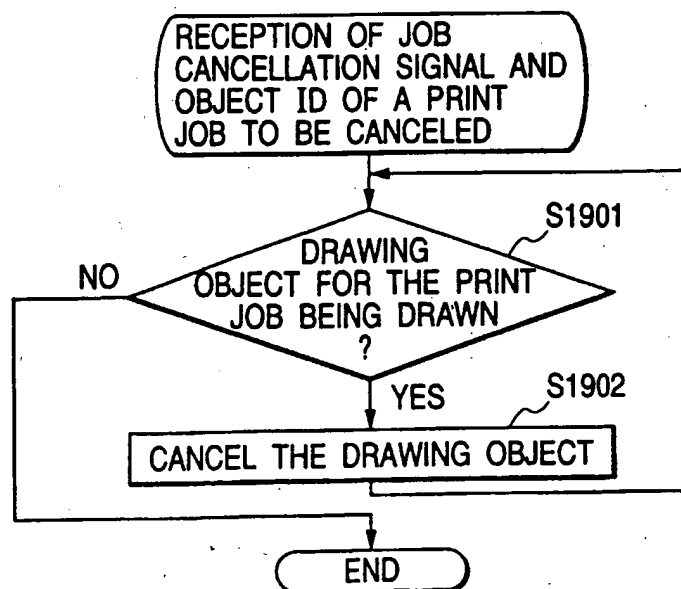 RECEPTION OF JOB
CANCELLATION SIGNAL AND
OBJECT ID OF A PRINT
JOB TO BE CANCELED
S1901
DRAWING
OBJECT FOR THE PRINT
JOB BEING DRAWN
?
NO
YES
S1902
CANCEL THE DRAWING OBJECT
END